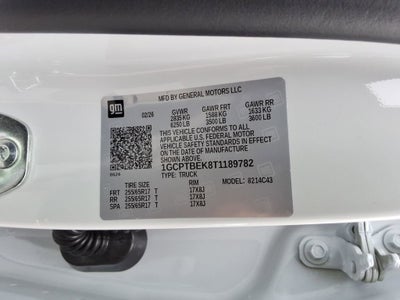 gm
MFD BY GENERAL MOTORS LLC
02/26 GVWR GAWR FRT GAWR RR
2835 KG 1588 KG 1633 KG
6250 LB 3500 LB 3600 LB
THIS VEHICLE CONFORMS TO ALL APPLICABLE
U.S. FEDERAL MOTOR
VEHICLE SAFETY STANDARDS IN
EFFECT ON THE DATE OF
MANUFACTURE SHOWN ABOVE.
1GCPTBEK8T1189782
TYPE: TRUCK
TIRE SIZE RIM MODEL: 8214C43
FRT 255/65R17 T 17X8J
RR 255/65R17 T 17X8J
SPA 255/65R17 T 17X8J